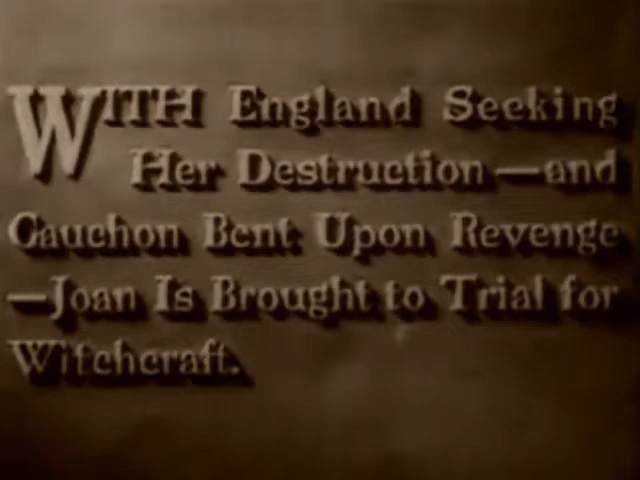 WITH England Seeking
Her Destruction—and
Cauchon Bent Upon Revenge
—Joan Is Brought to Trial for
Witchcraft.